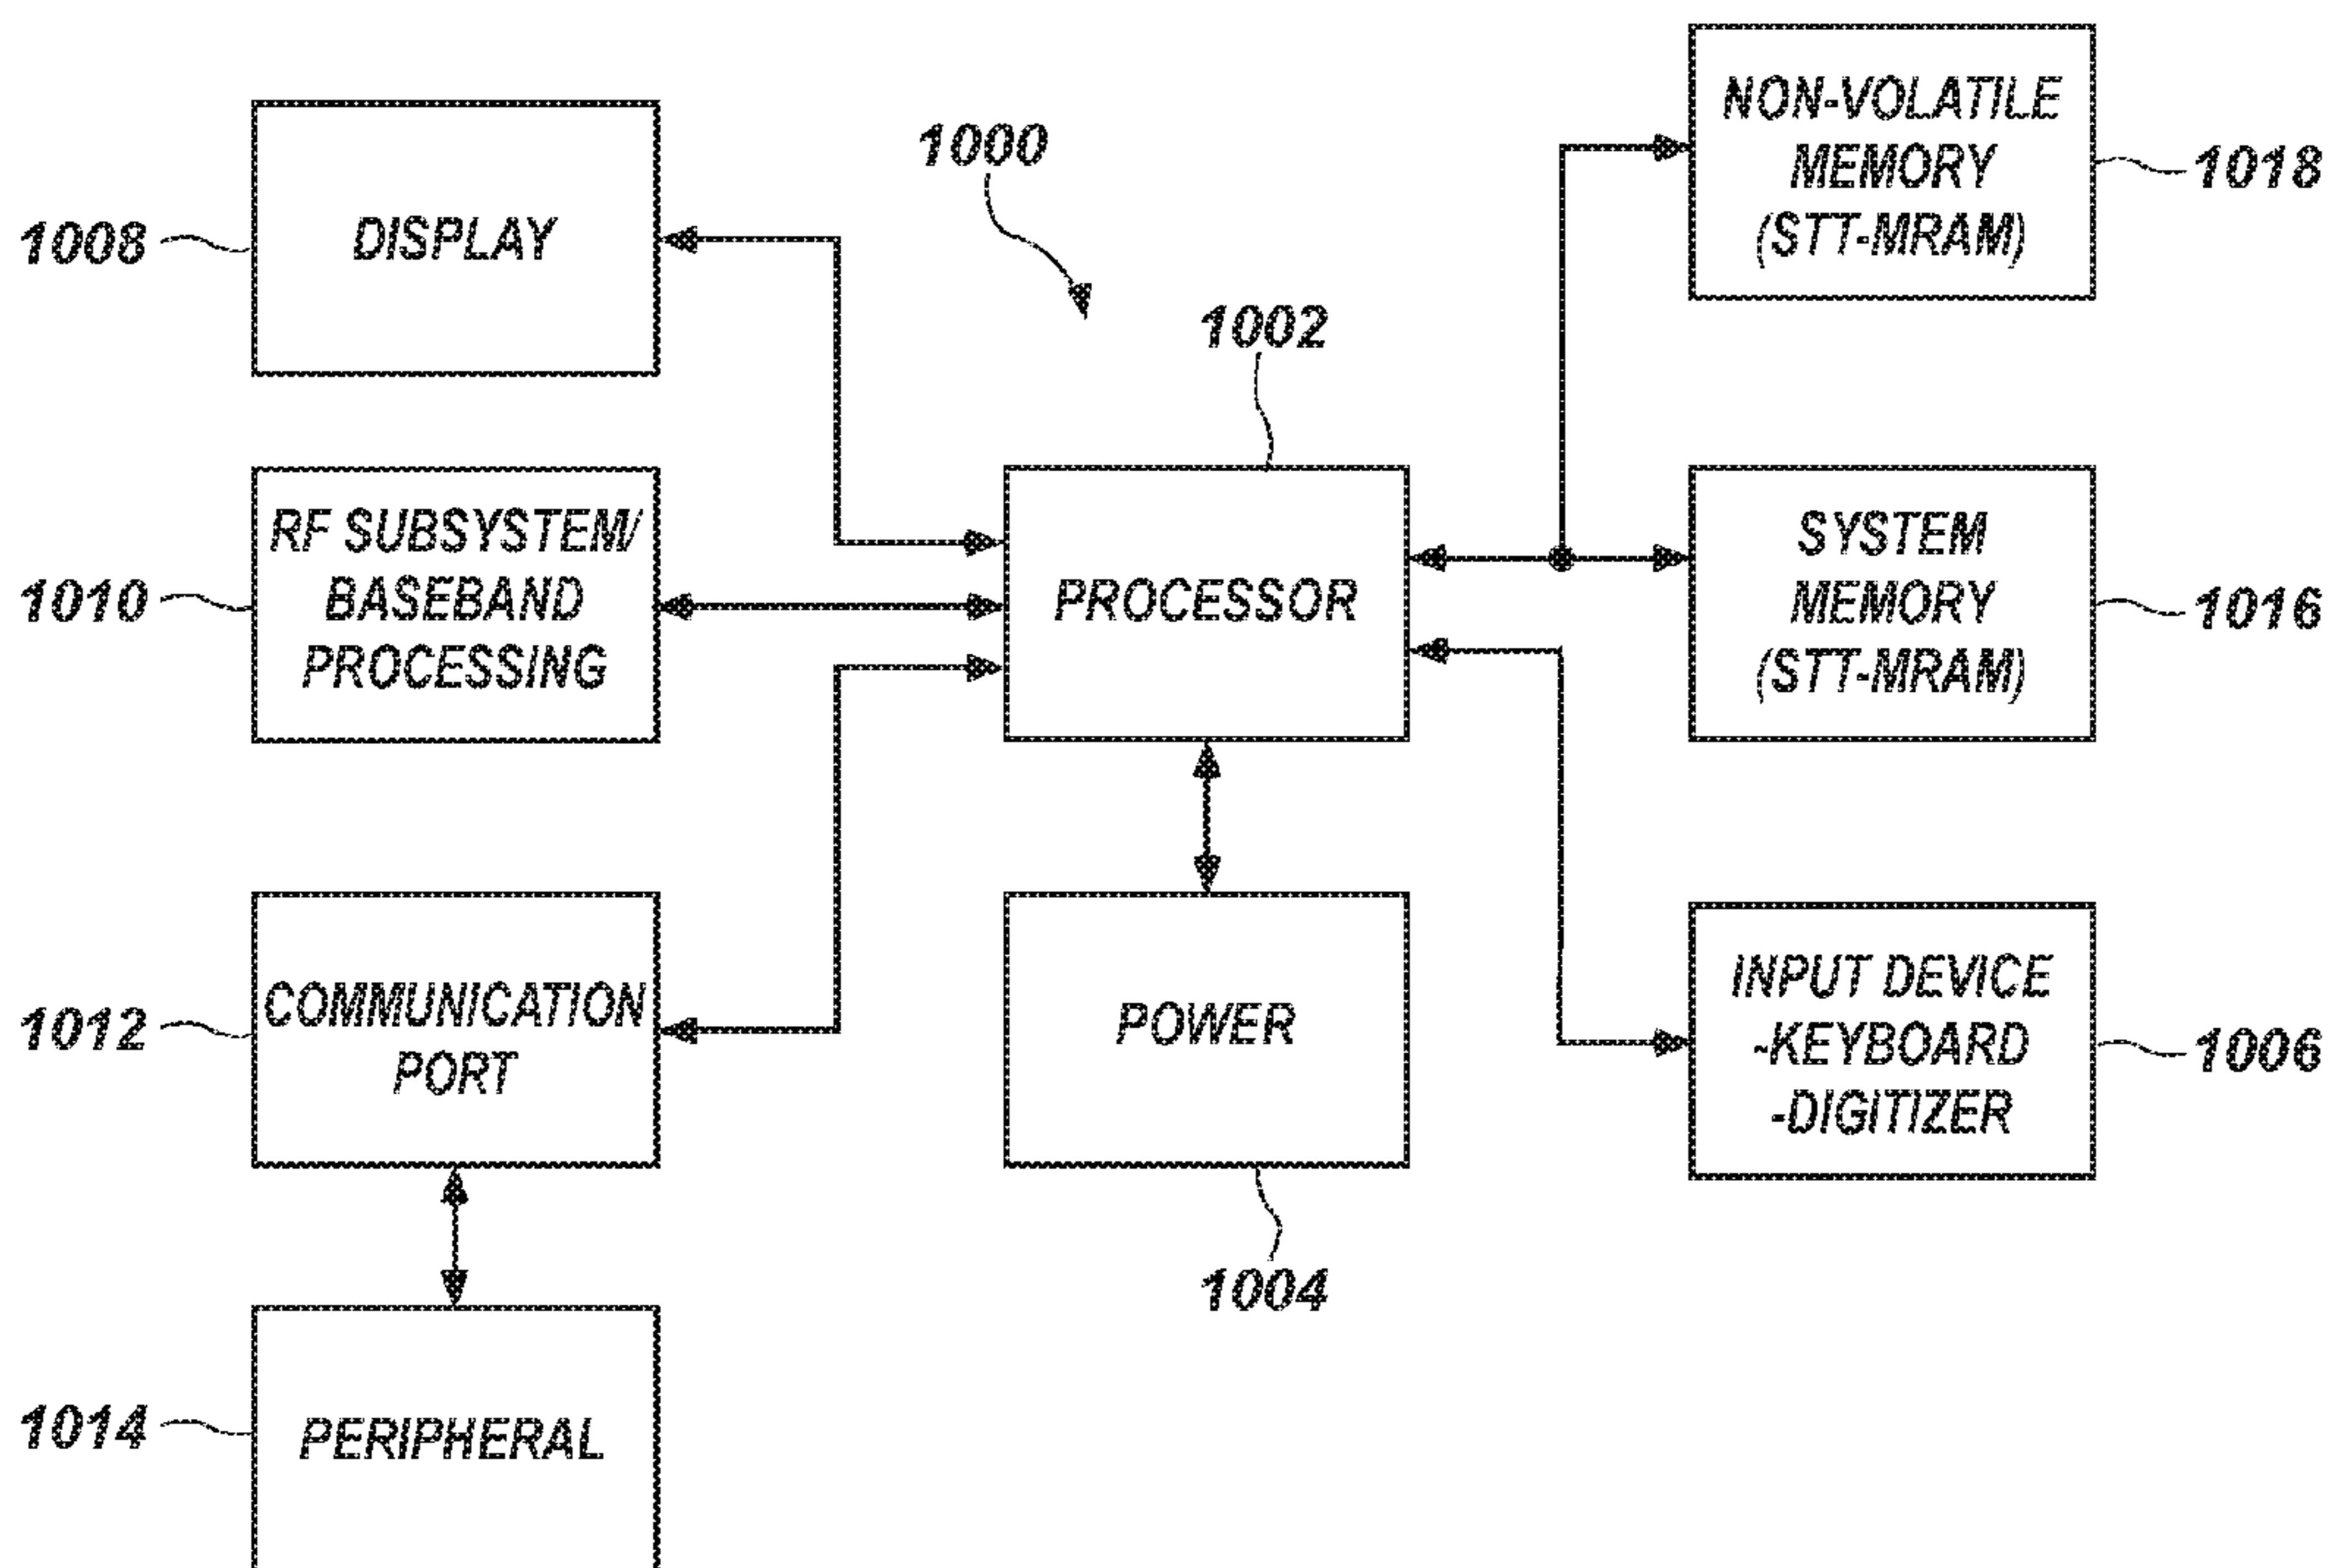 1000
1008
DISPLAY
1002
NON-VOLATILE
MEMORY
(STT-MRAM)
1018
1010
RF SUBSYSTEM/
BASEBAND
PROCESSING
PROCESSOR
SYSTEM
MEMORY
(STT-MRAM)
1016
1012
COMMUNICATION
PORT
POWER
1004
INPUT DEVICE
-KEYBOARD
-DIGITIZER
1006
1014
PERIPHERAL